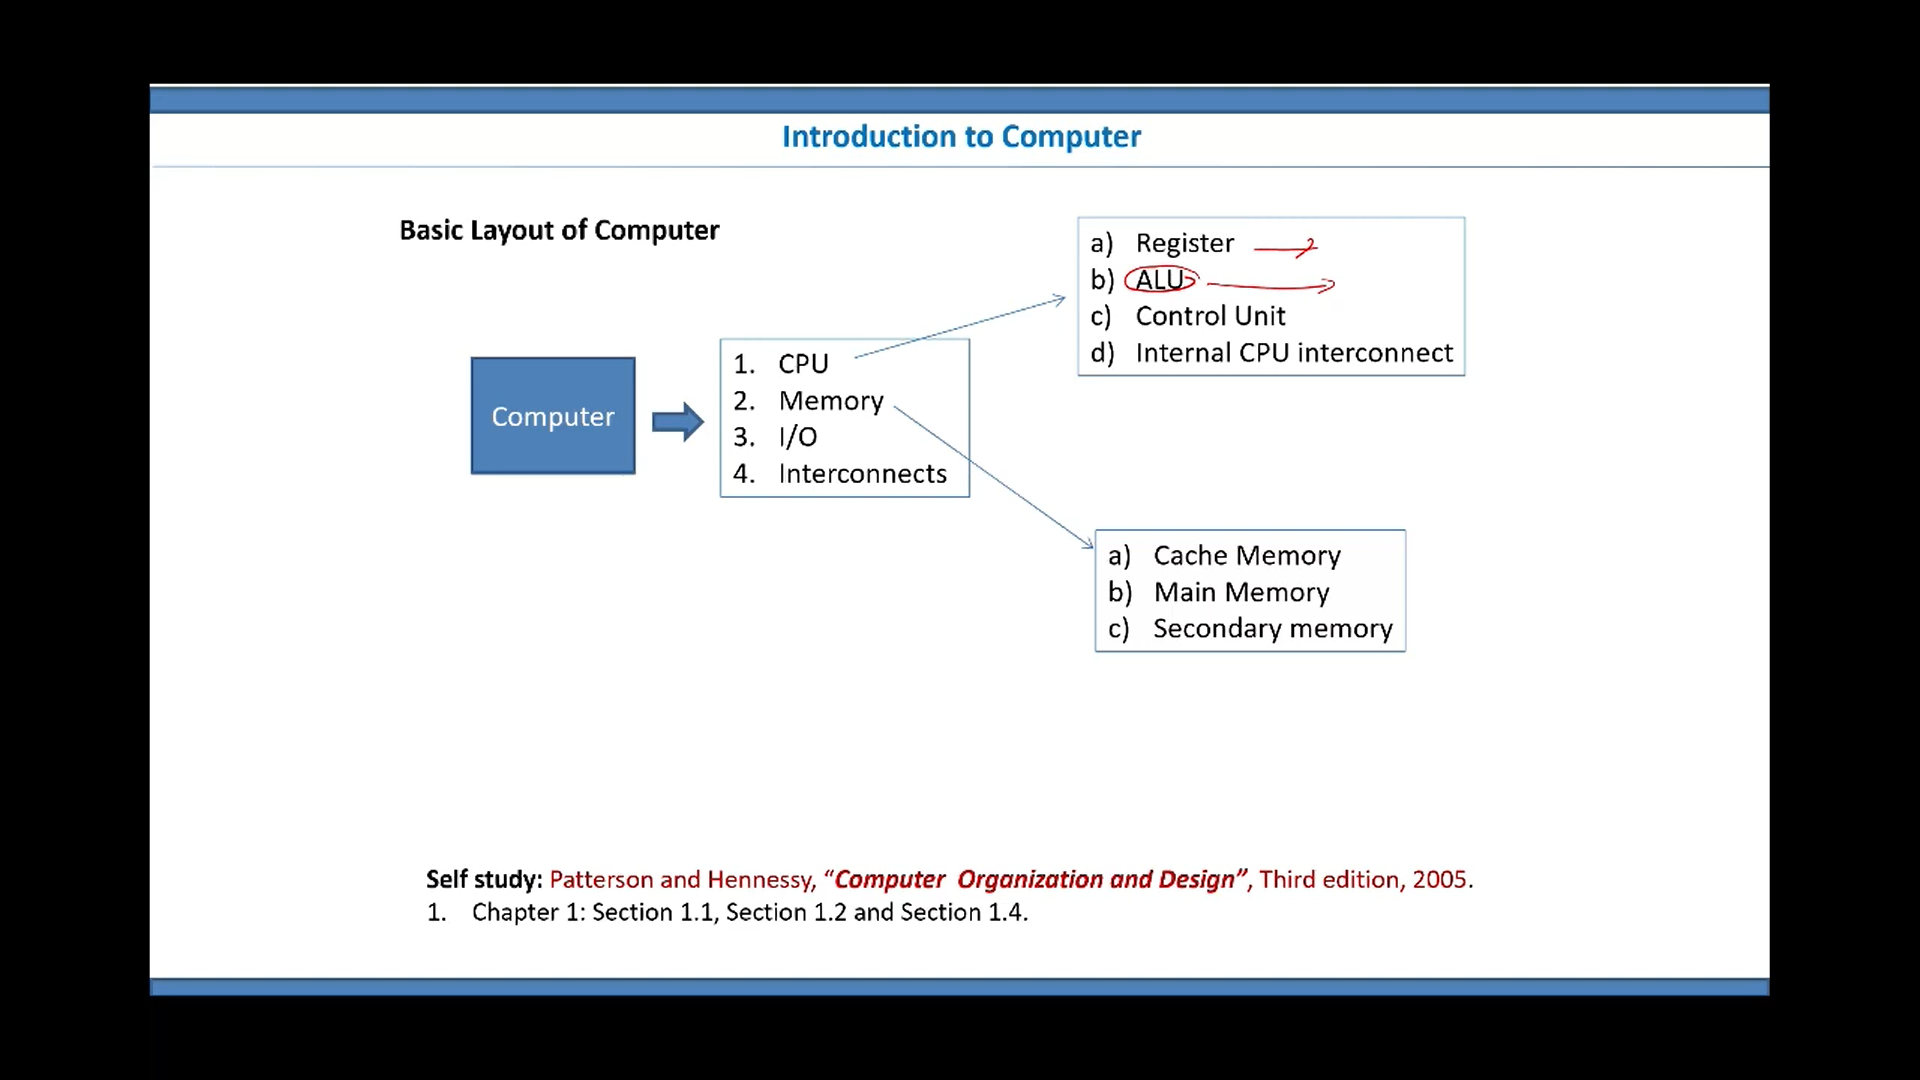 Introduction to Computer
Basic Layout of Computer
Computer
1. CPU
2. Memory
3. I/O
4. Interconnects
a) Register
b) ALU
c) Control Unit
d) Internal CPU interconnect
a) Cache Memory
b) Main Memory
c) Secondary memory
Self study: Patterson and Hennessy, “Computer Organization and Design”, Third edition, 2005.
1. Chapter 1: Section 1.1, Section 1.2 and Section 1.4.